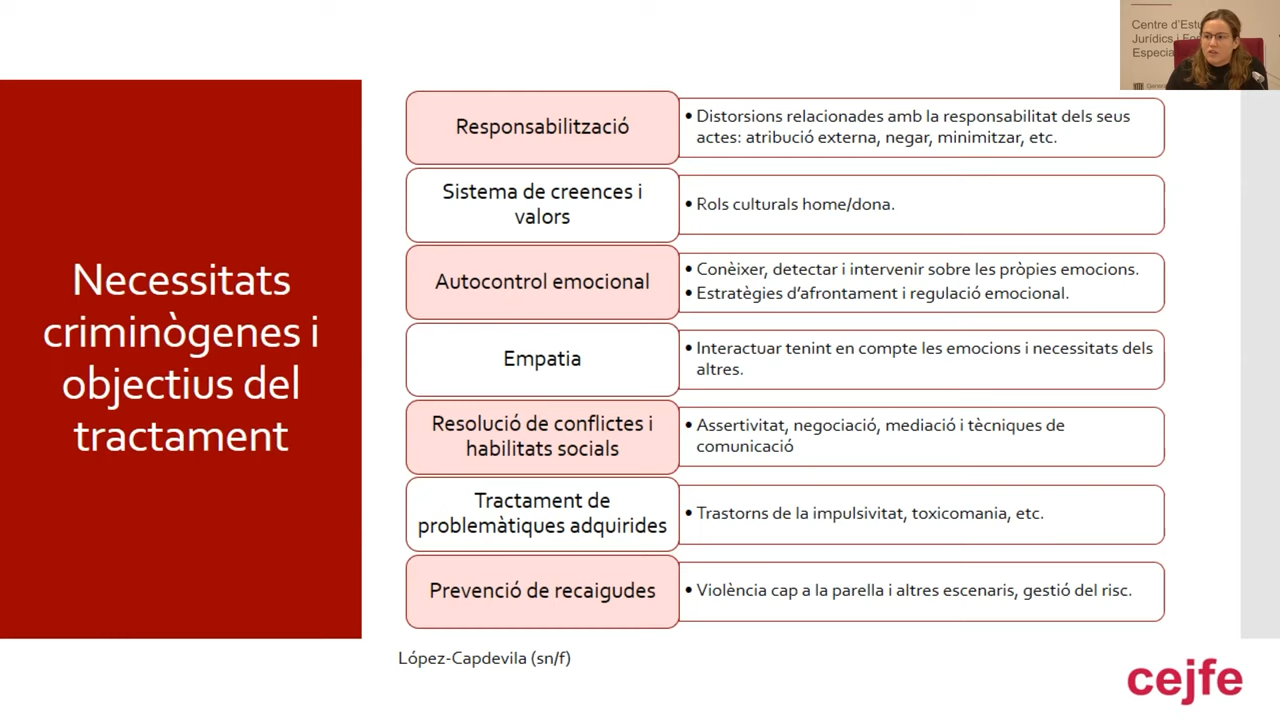 Centre d'Estu
Jurídics i Fo
Especia
Necessitats
criminògenes i
objectius del
tractament
Responsabilització
• Distorsions relacionades amb la responsabilitat dels seus
actes: atribució externa, negar, minimitzar, etc.
Sistema de creences i
valors
• Rols culturals home/dona.
Autocontrol emocional
• Conèixer, detectar i intervenir sobre les pròpies emocions.
• Estratègies d'afrontament i regulació emocional.
Empatia
• Interactuar tenint en compte les emocions i necessitats dels
altres.
Resolució de conflictes i
habilitats socials
• Assertivitat, negociació, mediació i tècniques de
comunicació
Tractament de
problemàtiques adquirides
• Trastorns de la impulsivitat, toxicomania, etc.
Prevenció de recaigudes
• Violència cap a la parella i altres escenaris, gestió del risc.
López-Capdevila (sn/f)
cejfe